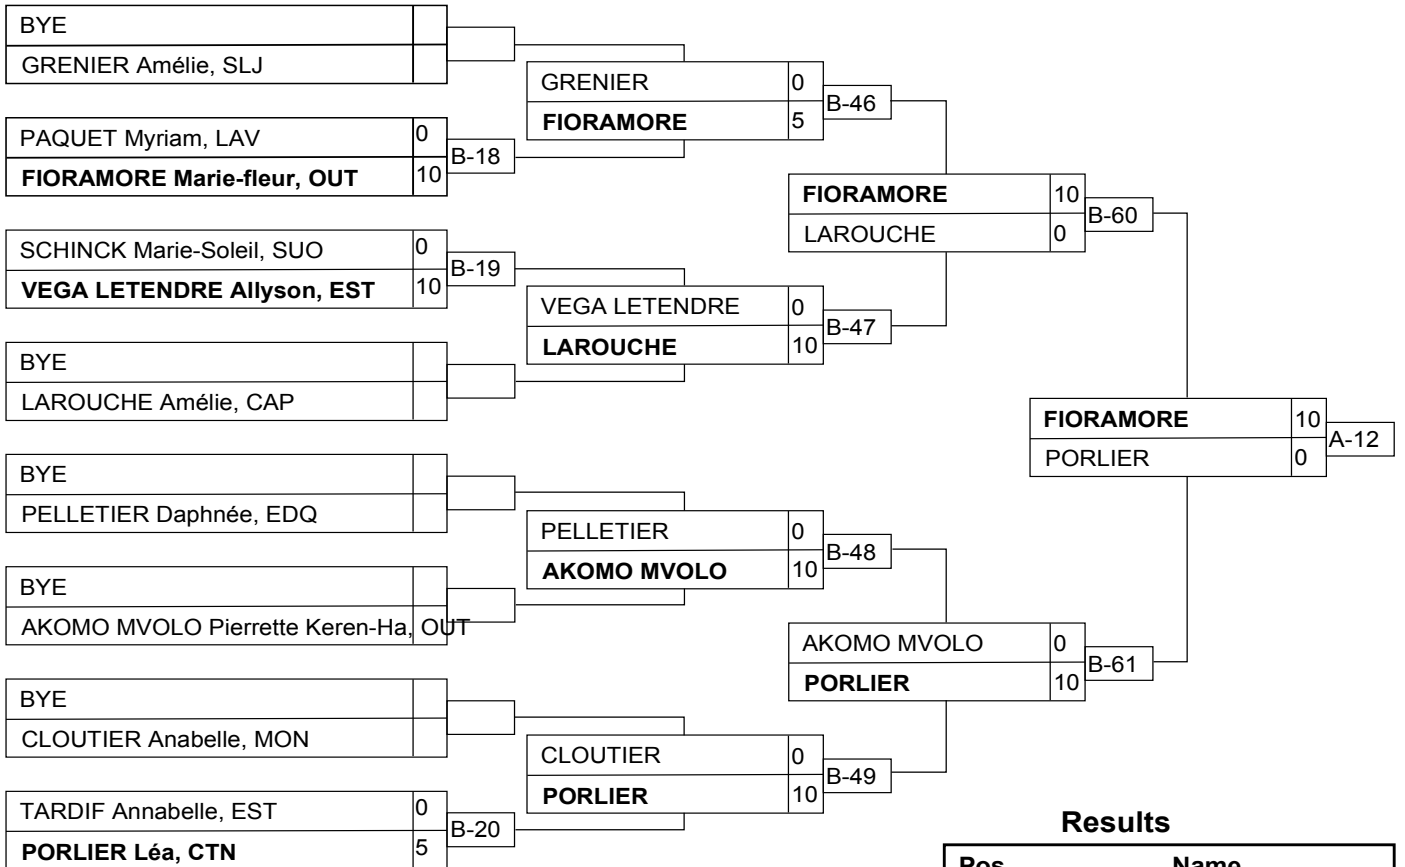 BYE
GRENIER Amélie, SLJ
PAQUET Myriam, LAV 0
FIORAMORE Marie-fleur, OUT 10
B-18
SCHINCK Marie-Soleil, SUO 0
VEGA LETENDRE Allyson, EST 10
B-19
BYE
LAROUCHE Amélie, CAP
BYE
PELLETIER Daphnée, EDQ
BYE
AKOMO MVOLO Pierrette Keren-Ha, OUT
BYE
CLOUTIER Anabelle, MON
TARDIF Annabelle, EST 0
PORLIER Léa, CTN 5
B-20
GRENIER 0
FIORAMORE 5
B-46
VEGA LETENDRE 0
LAROUCHE 10
B-47
PELLETIER 0
AKOMO MVOLO 10
B-48
CLOUTIER 0
PORLIER 10
B-49
FIORAMORE 10
LAROUCHE 0
B-60
AKOMO MVOLO 0
PORLIER 10
B-61
FIORAMORE 10
PORLIER 0
A-12
Results
Pos Name